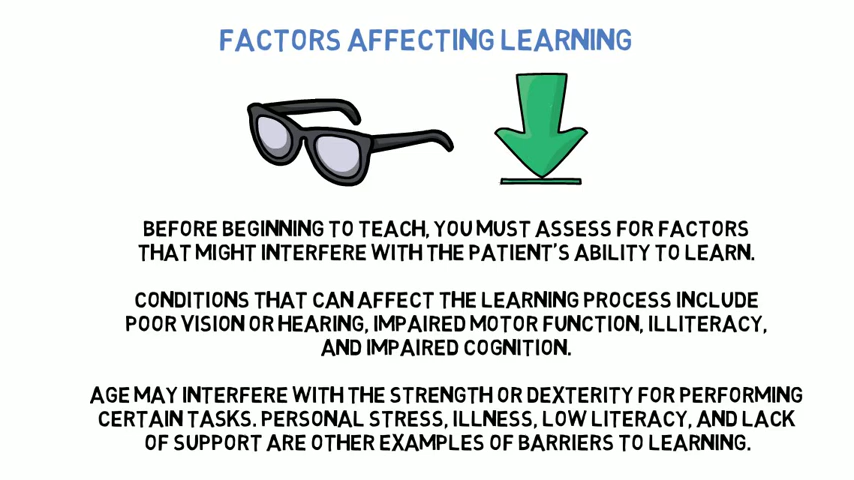 FACTORS AFFECTING LEARNING
BEFORE BEGINNING TO TEACH, YOU MUST ASSESS FOR FACTORS
THAT MIGHT INTERFERE WITH THE PATIENT'S ABILITY TO LEARN.
CONDITIONS THAT CAN AFFECT THE LEARNING PROCESS INCLUDE
POOR VISION OR HEARING, IMPAIRED MOTOR FUNCTION, ILLITERACY,
AND IMPAIRED COGNITION.
AGE MAY INTERFERE WITH THE STRENGTH OR DEXTERITY FOR PERFORMING
CERTAIN TASKS. PERSONAL STRESS, ILLNESS, LOW LITERACY, AND LACK
OF SUPPORT ARE OTHER EXAMPLES OF BARRIERS TO LEARNING.